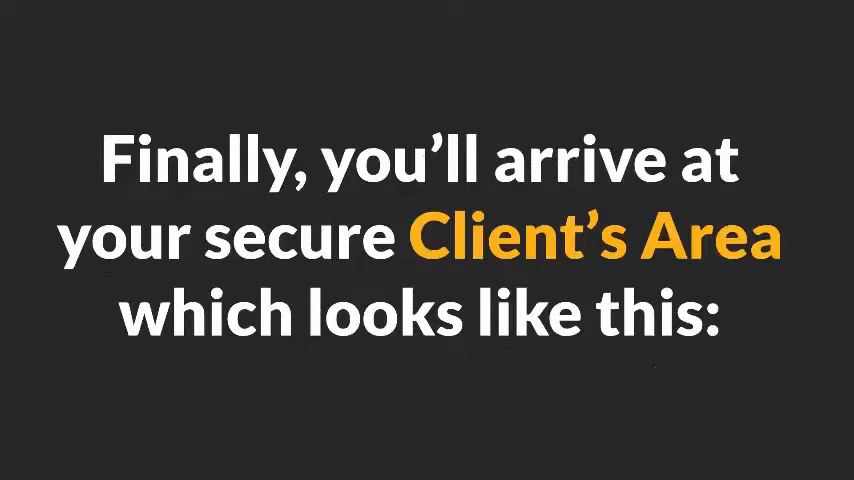 Finally, you’ll arrive at
your secure Client’s Area
which looks like this: